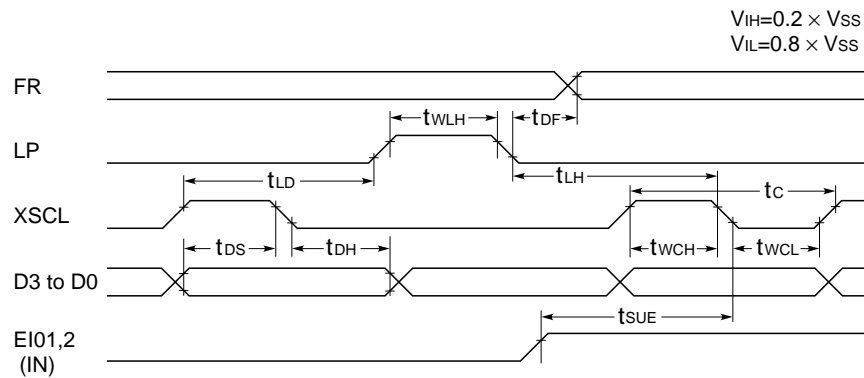 VIH=0.2 × VSS
VIL=0.8 × VSS
FR
tWLH
tDF
LP
tLD
tLH
tC
XSCL
tDS
tDH
tWCH
tWCL
D3 to D0
tSUE
EI01,2
(IN)